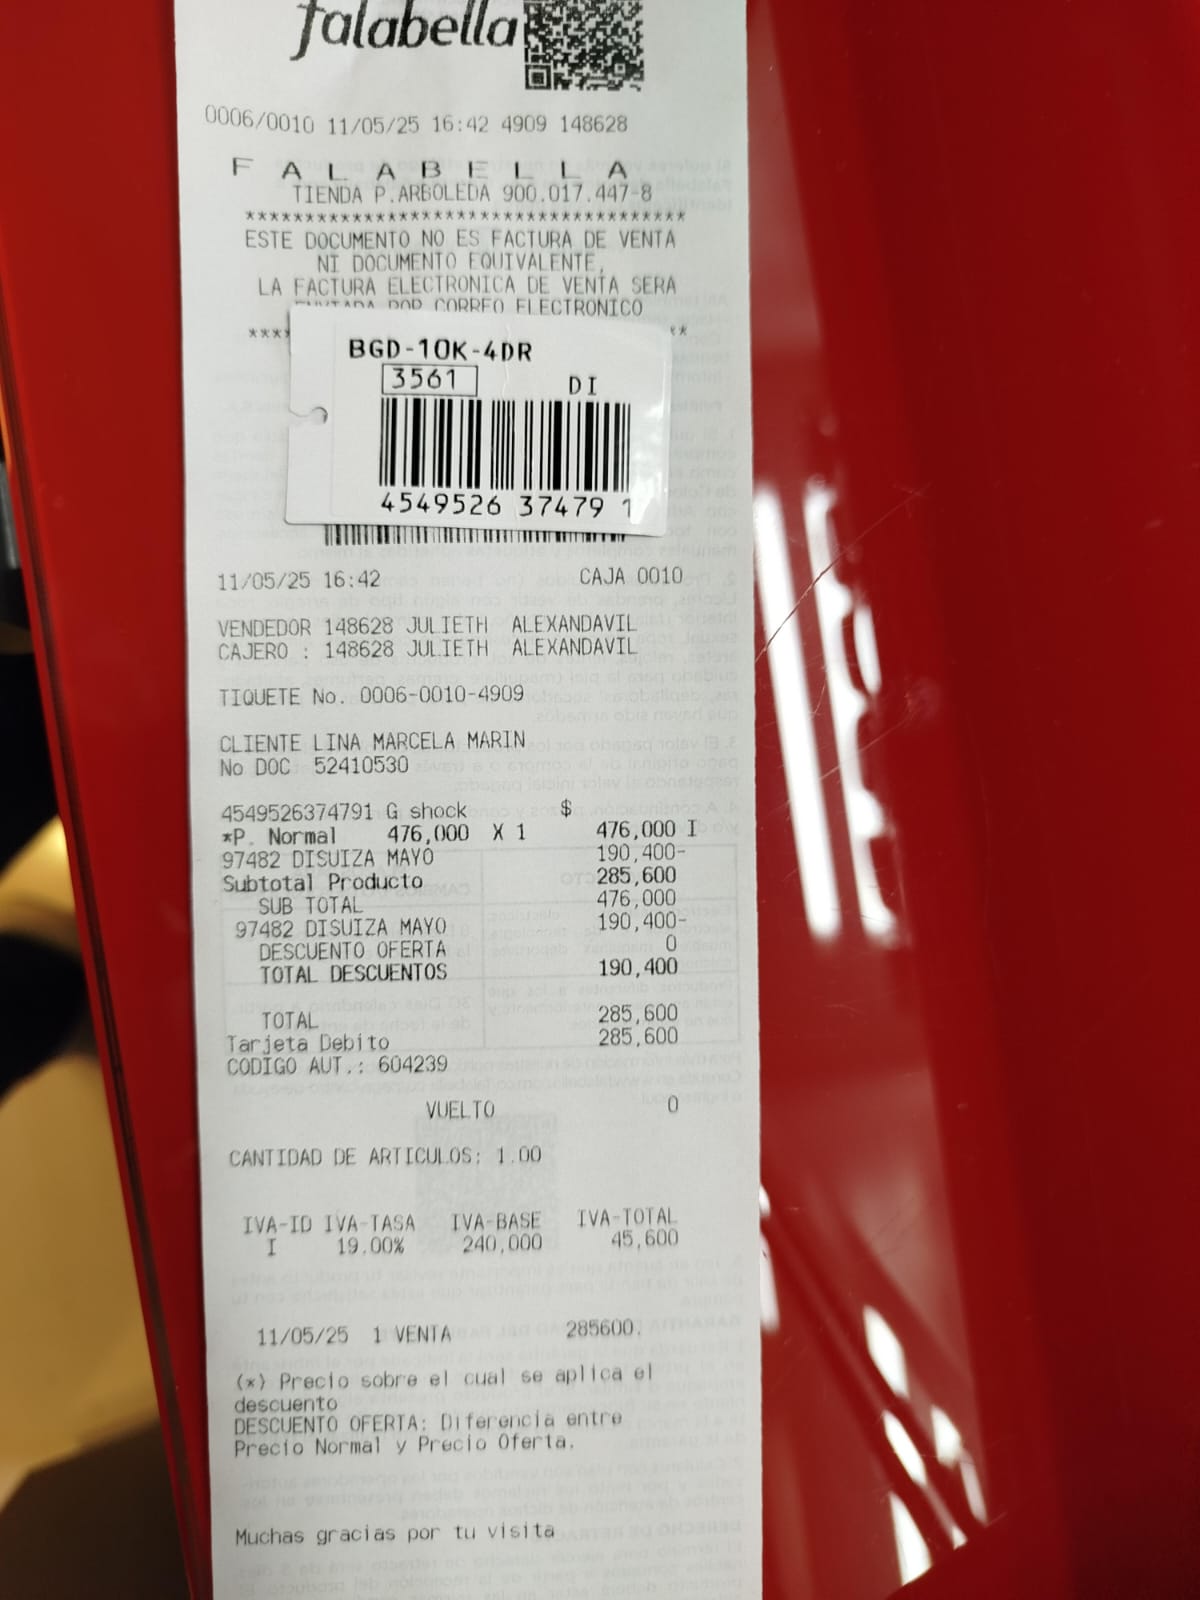 falabella
0006/0010 11/05/25 16:42 4909 148628
F A L A B E L L A
TIENDA P.ARBOLEDA 900.017.447-8
*************************************
ESTE DOCUMENTO NO ES FACTURA DE VENTA
NI DOCUMENTO EQUIVALENTE,
LA FACTURA ELECTRONICA DE VENTA SERA
ENVIADA POR CORREO ELECTRONICO
BGD-10K-4DR
3561 DI
4549526 37479 1
11/05/25 16:42 CAJA 0010
VENDEDOR 148628 JULIETH ALEXANDAVIL
CAJERO : 148628 JULIETH ALEXANDAVIL
TIQUETE No. 0006-0010-4909
CLIENTE LINA MARCELA MARIN
No DOC 52410530
4549526374791 G shock $
*P. Normal 476,000 X 1 476,000 I
97482 DISUIZA MAYO 190,400-
Subtotal Producto 285,600
SUB TOTAL 476,000
97482 DISUIZA MAYO 190,400-
DESCUENTO OFERTA 0
TOTAL DESCUENTOS 190,400
TOTAL 285,600
Tarjeta Debito 285,600
CODIGO AUT.: 604239
VUELTO 0
CANTIDAD DE ARTICULOS: 1.00
IVA-ID IVA-TASA IVA-BASE IVA-TOTAL
I 19.00% 240,000 45,600
11/05/25 1 VENTA 285600.
(*) Precio sobre el cual se aplica el
descuento
DESCUENTO OFERTA: Diferencia entre
Precio Normal y Precio Oferta.
Muchas gracias por tu visita